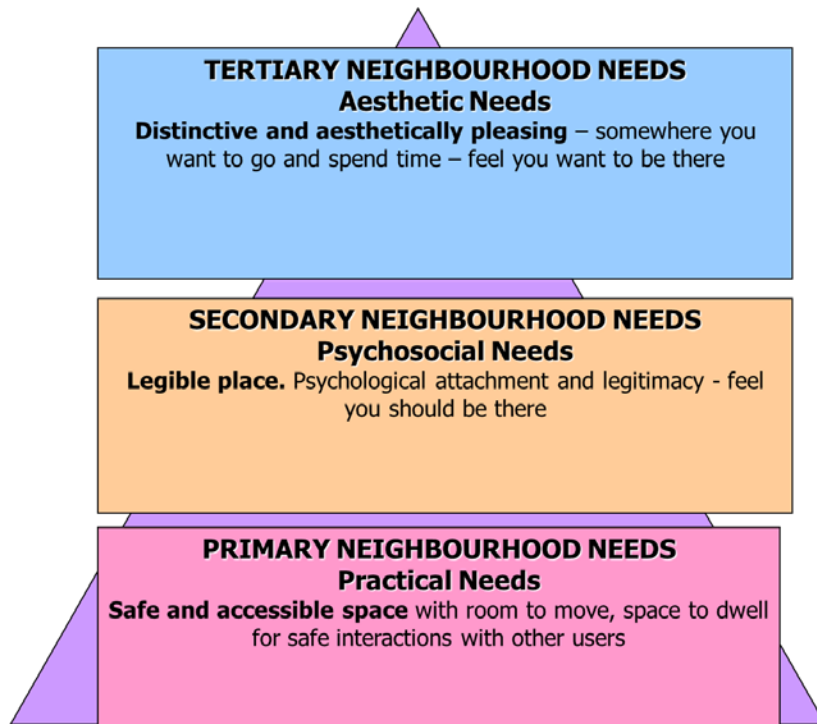 TERTIARY NEIGHBOURHOOD NEEDS
Aesthetic Needs
Distinctive and aesthetically pleasing – somewhere you
want to go and spend time – feel you want to be there
SECONDARY NEIGHBOURHOOD NEEDS
Psychosocial Needs
Legible place. Psychological attachment and legitimacy - feel
you should be there
PRIMARY NEIGHBOURHOOD NEEDS
Practical Needs
Safe and accessible space with room to move, space to dwell
for safe interactions with other users